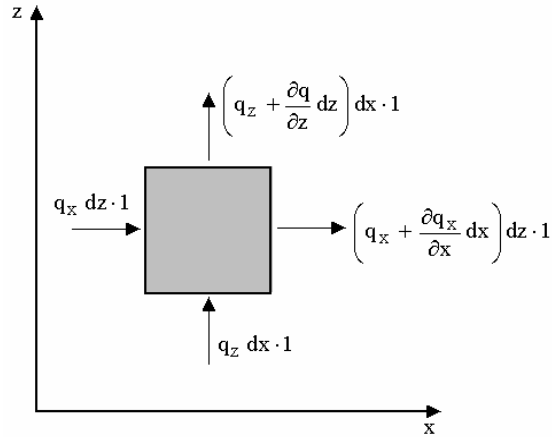 z
(q_z + ∂q/∂z dz) dx · 1
q_x dz · 1
(q_x + ∂q_x/∂x dx) dz · 1
q_z dx · 1
x